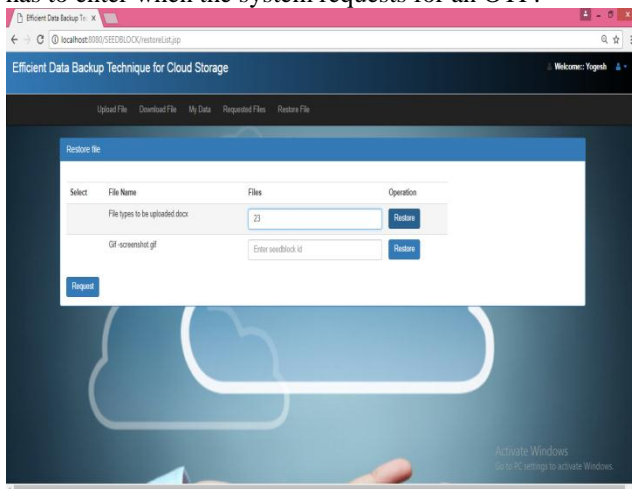 has to enter when the system requests for an OTP.
Efficient Data Backup Te X
localhost:8080/SEEDBLOCK/restoreList.jsp
Efficient Data Backup Technique for Cloud Storage
Welcome:: Yogesh
Upload File Download File My Data Requested Files Restore File
Restore file
Select File Name Files Operation
File types to be uploaded.docx 23 Restore
Gif -screenshot.gif Enter seedblock id Restore
Request
Activate Windows
Go to PC settings to activate Windows.